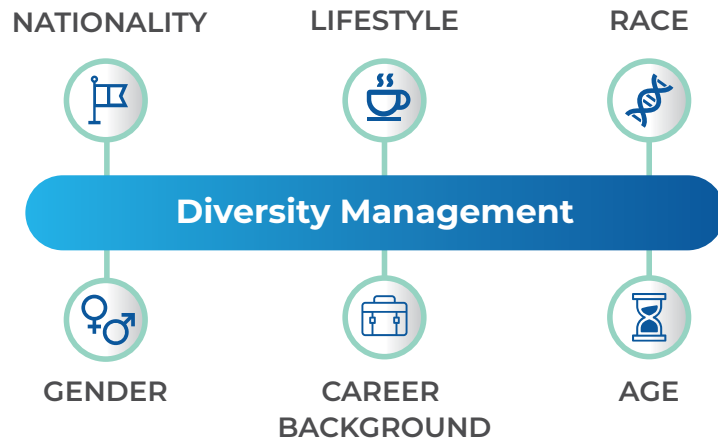 NATIONALITY
LIFESTYLE
RACE
Diversity Management
GENDER
CAREER
BACKGROUND
AGE